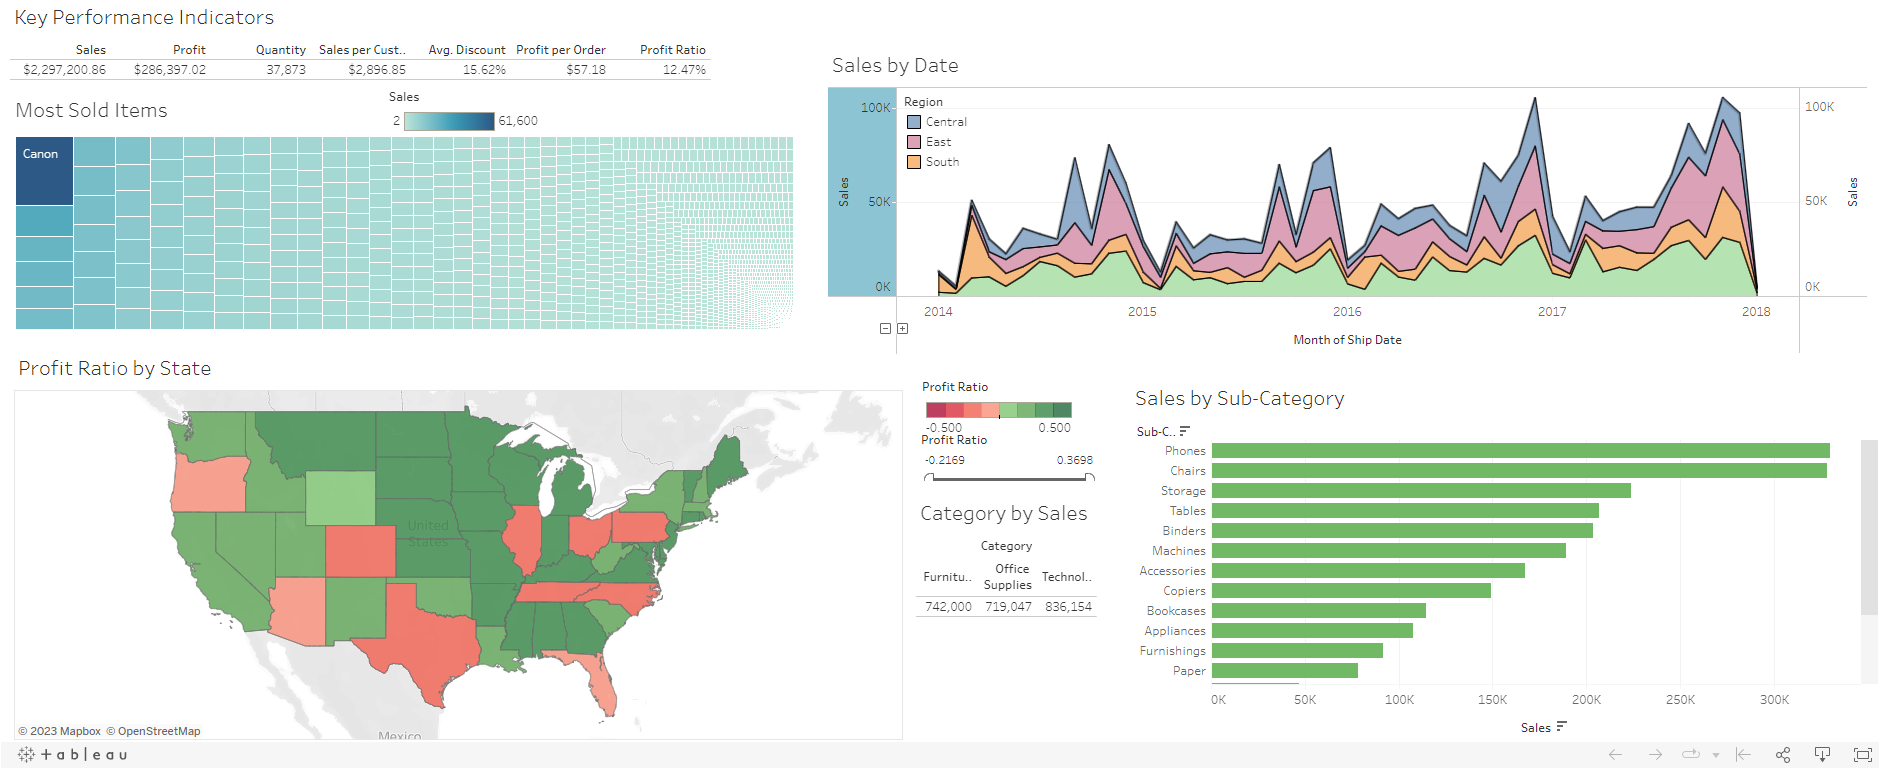 Key Performance Indicators
Sales Profit Quantity Sales per Cust.. Avg. Discount Profit per Order Profit Ratio
$2,297,200.86 $286,397.02 37,873 $2,896.85 15.62% $57.18 12.47%
Most Sold Items
Sales
2 61,600
Canon
Sales by Date
Region
Central
East
South
Sales
100K
50K
0K
100K
50K
0K
Sales
2014 2015 2016 2017 2018
Month of Ship Date
Profit Ratio by State
United
States
Mexico
© 2023 Mapbox © OpenStreetMap
Profit Ratio
-0.500 0.500
Profit Ratio
-0.2169 0.3698
Category by Sales
Category
Furnitu.. Office Supplies Technol..
742,000 719,047 836,154
Sales by Sub-Category
Sub-C..
Phones
Chairs
Storage
Tables
Binders
Machines
Accessories
Copiers
Bookcases
Appliances
Furnishings
Paper
0K 50K 100K 150K 200K 250K 300K
Sales
+ a b l e a u